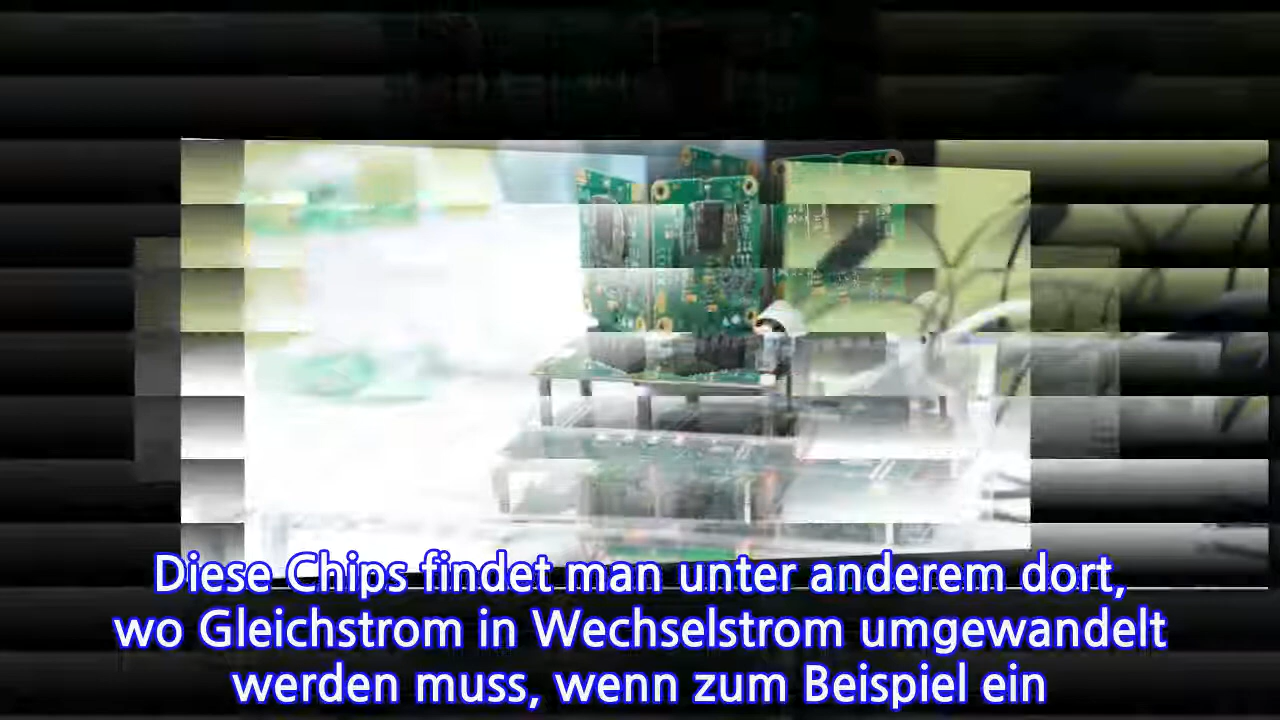 Diese Chips findet man unter anderem dort,
wo Gleichstrom in Wechselstrom umgewandelt
werden muss, wenn zum Beispiel ein